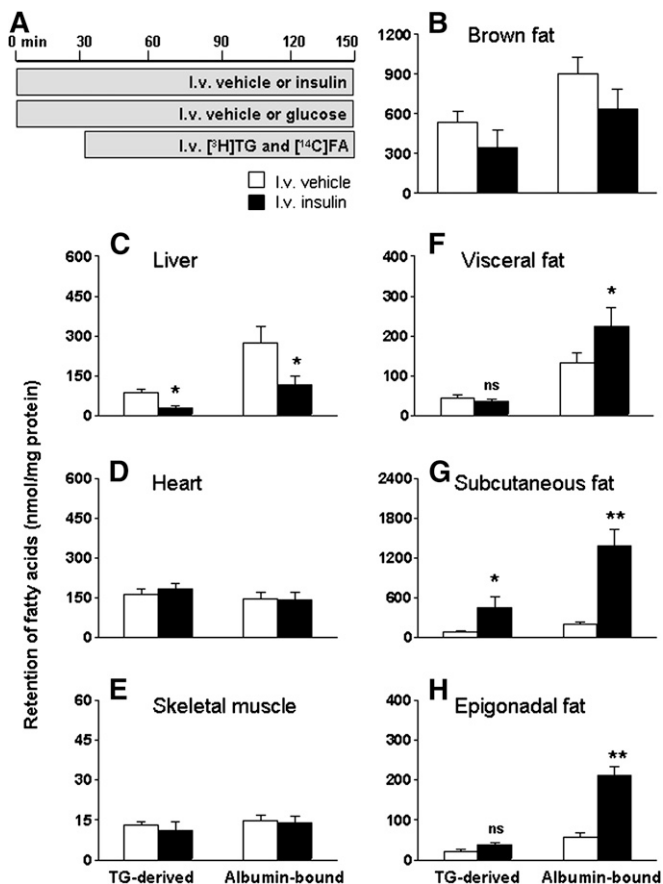 A
0 min 30 60 90 120 150
I.v. vehicle or insulin
I.v. vehicle or glucose
I.v. [³H]TG and [¹⁴C]FA
I.v. vehicle
I.v. insulin
B
Brown fat
1200
900
600
300
0
Retention of fatty acids (nmol/mg protein)
C
Liver
600
450
300
150
0
*
*
F
Visceral fat
400
300
200
100
0
ns
*
D
Heart
600
450
300
150
0
G
Subcutaneous fat
2400
1800
1200
600
0
*
**
E
Skeletal muscle
60
45
30
15
0
TG-derived Albumin-bound
H
Epigonadal fat
400
300
200
100
0
ns
**
TG-derived Albumin-bound